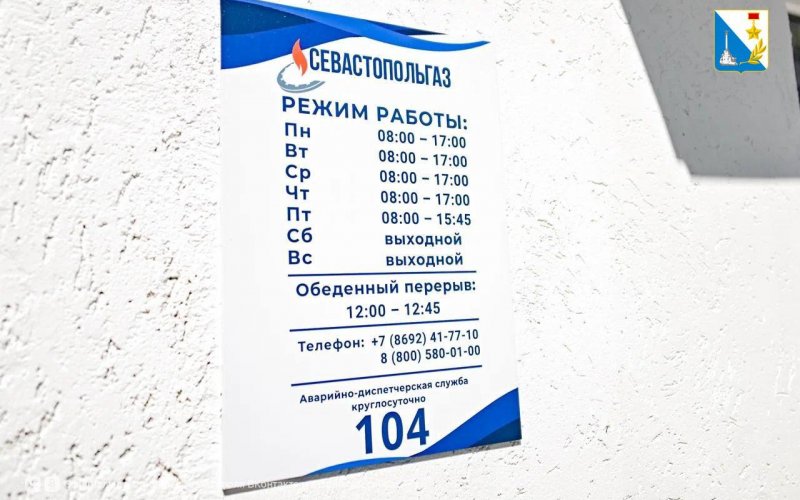 СЕВАСТОПОЛЬГАЗ
РЕЖИМ РАБОТЫ:
Пн 08:00 – 17:00
Вт 08:00 – 17:00
Ср 08:00 – 17:00
Чт 08:00 – 17:00
Пт 08:00 – 15:45
Сб выходной
Вс выходной
Обеденный перерыв:
12:00 – 12:45
Телефон: +7 (8692) 41-77-10
8 (800) 580-01-00
Аварийно-диспетчерская служба
круглосуточно
104